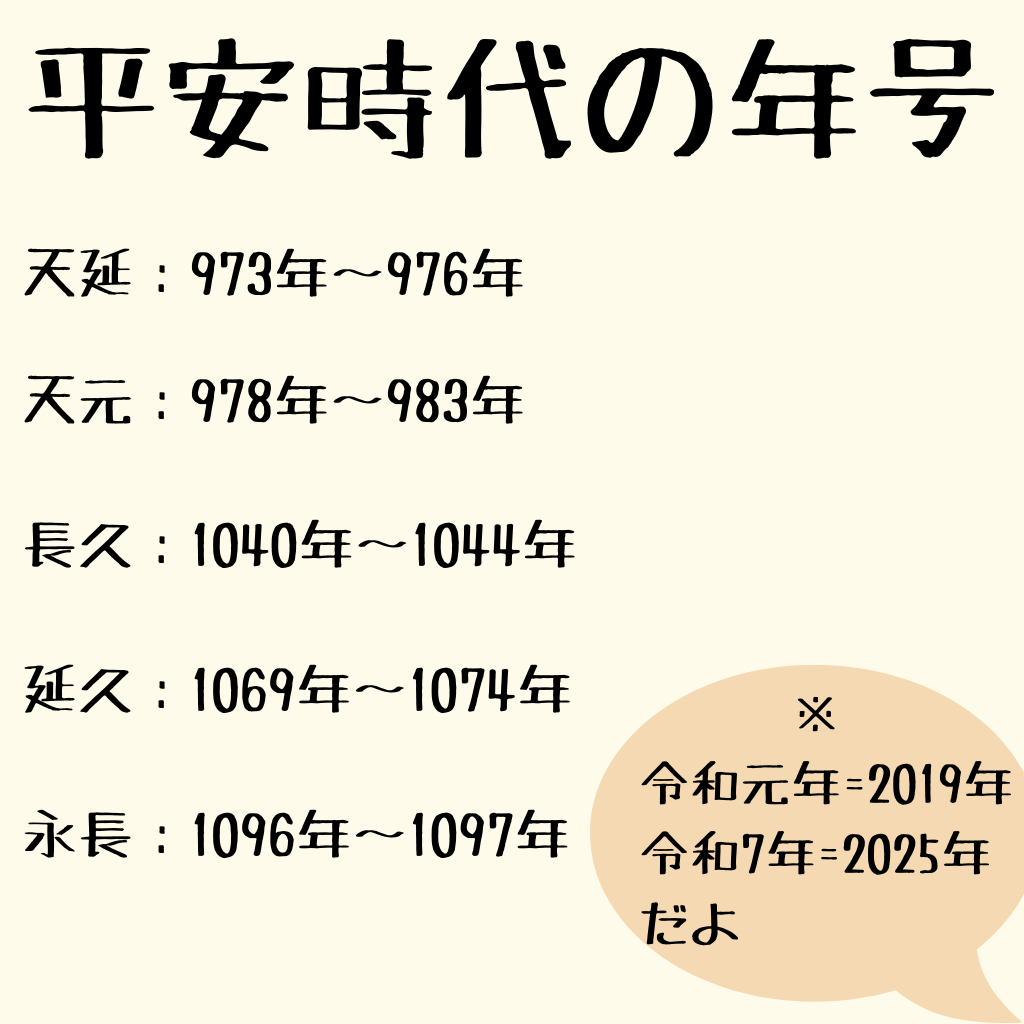 平安時代の年号
天延：973年〜976年
天元：978年〜983年
長久：1040年〜1044年
延久：1069年〜1074年
永長：1096年〜1097年
※
令和元年=2019年
令和7年=2025年
だよ